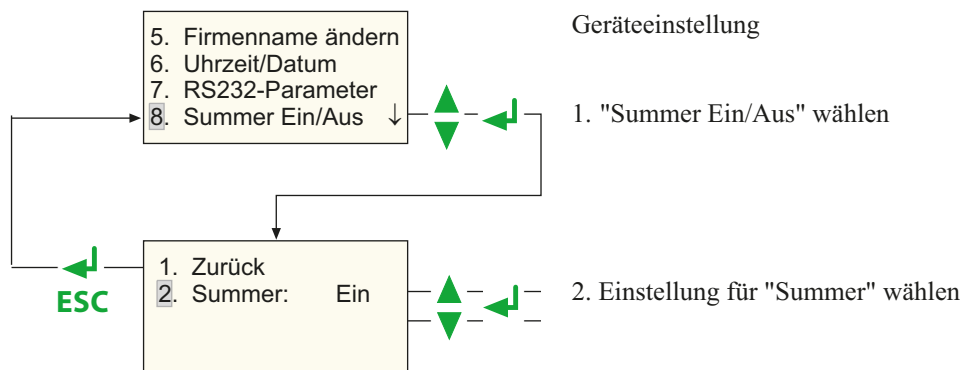 Geräteeinstellung
5. Firmenname ändern
6. Uhrzeit/Datum
7. RS232-Parameter
8. Summer Ein/Aus ↓
1. "Summer Ein/Aus" wählen
1. Zurück
2. Summer: Ein
ESC
2. Einstellung für "Summer" wählen